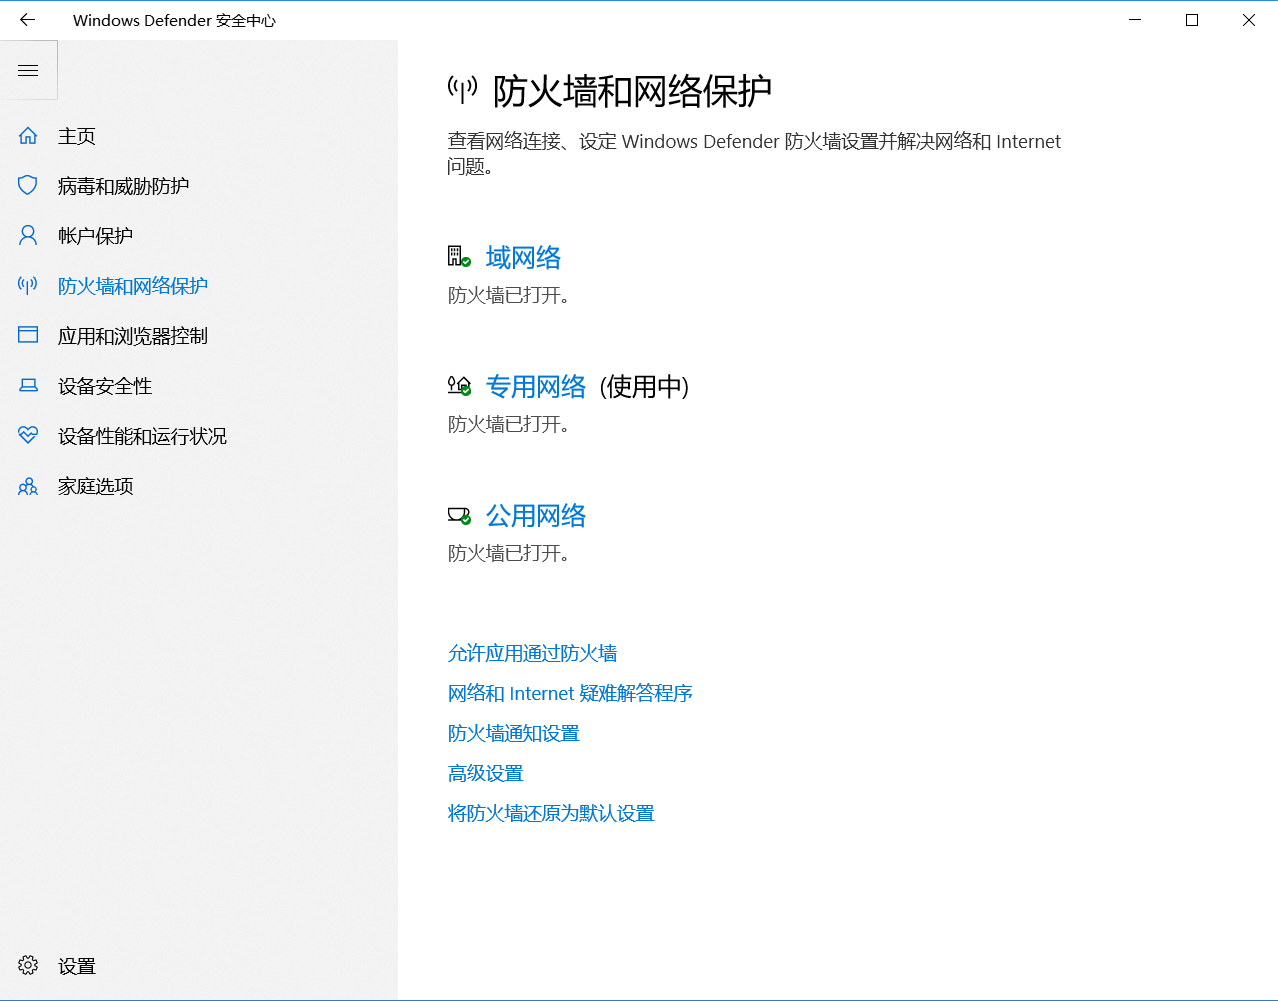 Windows Defender 安全中心
主页
病毒和威胁防护
帐户保护
防火墙和网络保护
应用和浏览器控制
设备安全性
设备性能和运行状况
家庭选项
设置
防火墙和网络保护
查看网络连接、设定 Windows Defender 防火墙设置并解决网络和 Internet
问题。
域网络
防火墙已打开。
专用网络 (使用中)
防火墙已打开。
公用网络
防火墙已打开。
允许应用通过防火墙
网络和 Internet 疑难解答程序
防火墙通知设置
高级设置
将防火墙还原为默认设置